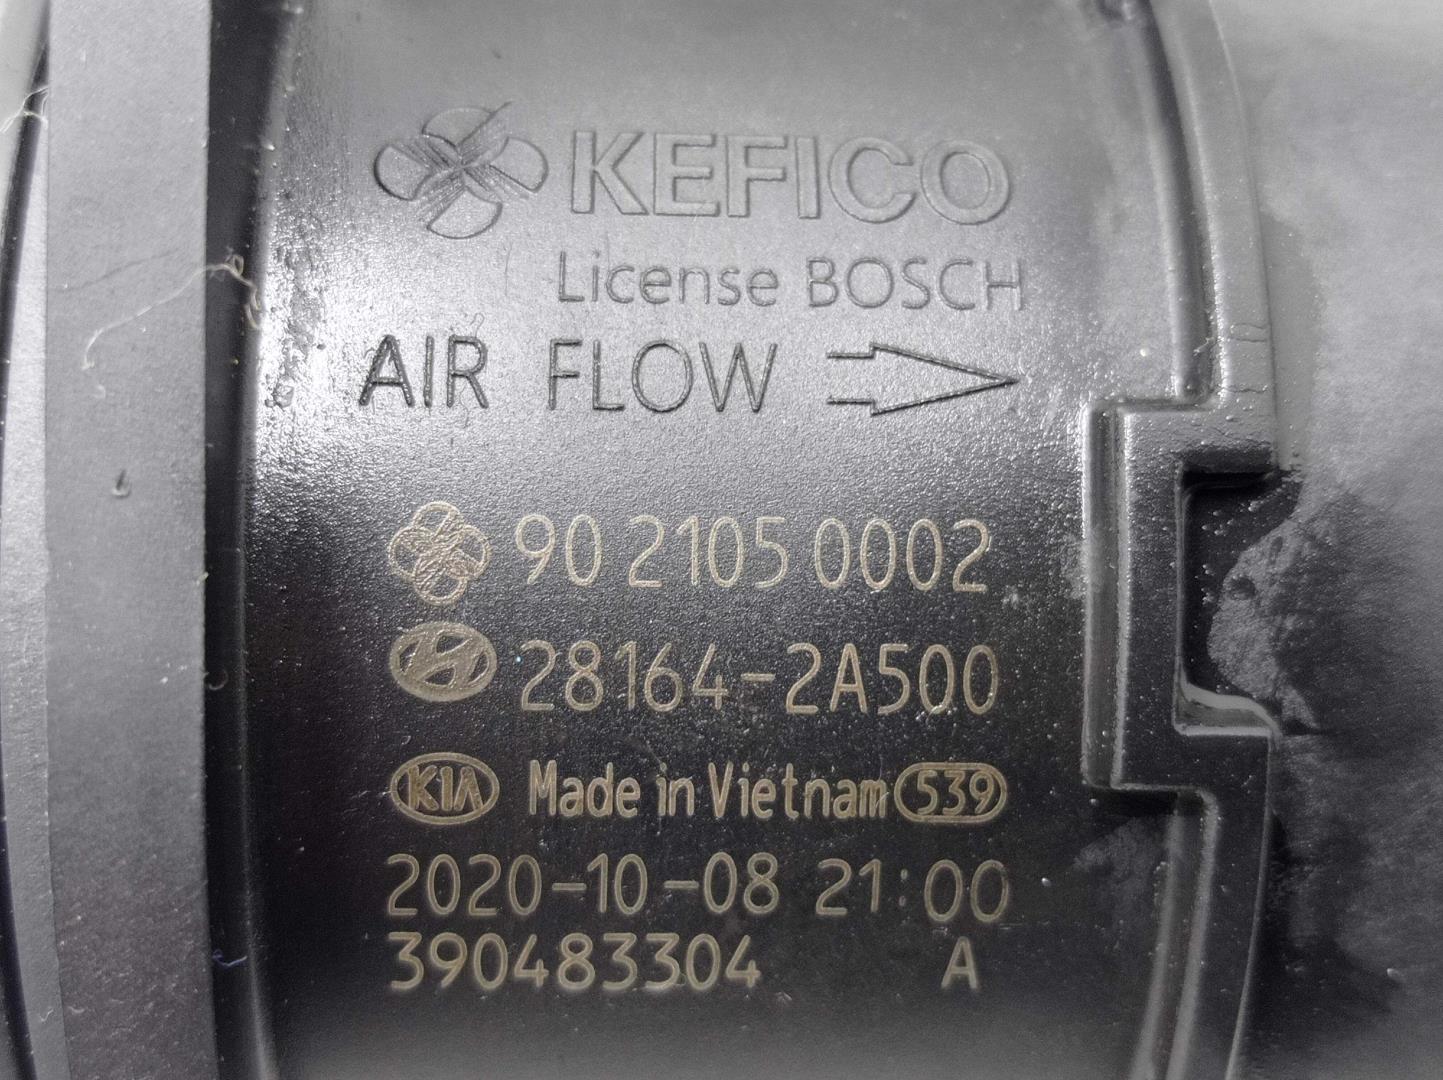 KEFICO
License BOSCH
AIR FLOW
90 2105 0002
28164-2A500
KIA Made in Vietnam 539
2020-10-08 21:00
390483304 A